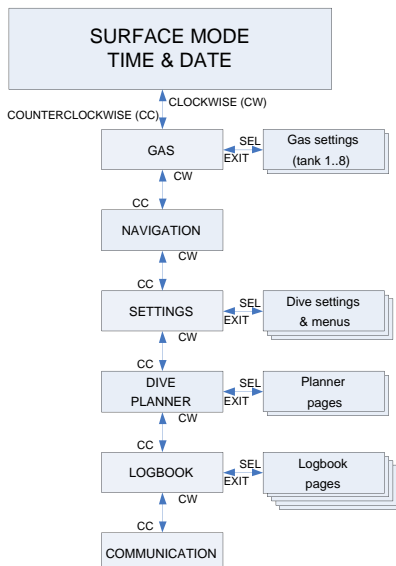 SURFACE MODE
TIME & DATE
CLOCKWISE (CW)
COUNTERCLOCKWISE (CC)
GAS
SEL
EXIT
Gas settings
(tank 1..8)
CW
CC
NAVIGATION
CW
CC
SETTINGS
SEL
EXIT
Dive settings
& menus
CW
CC
DIVE
PLANNER
SEL
EXIT
Planner
pages
CW
CC
LOGBOOK
SEL
EXIT
Logbook
pages
CW
CC
COMMUNICATION